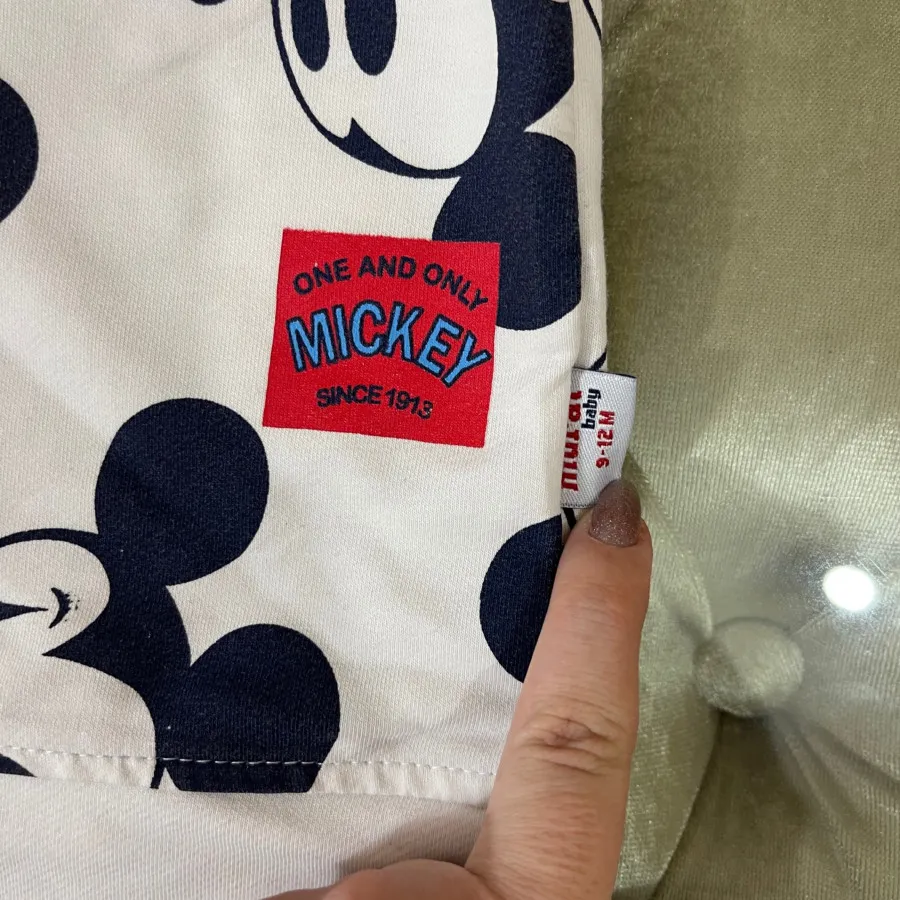 ONE AND ONLY
MICKEY
SINCE 1913
baby
9-12 M